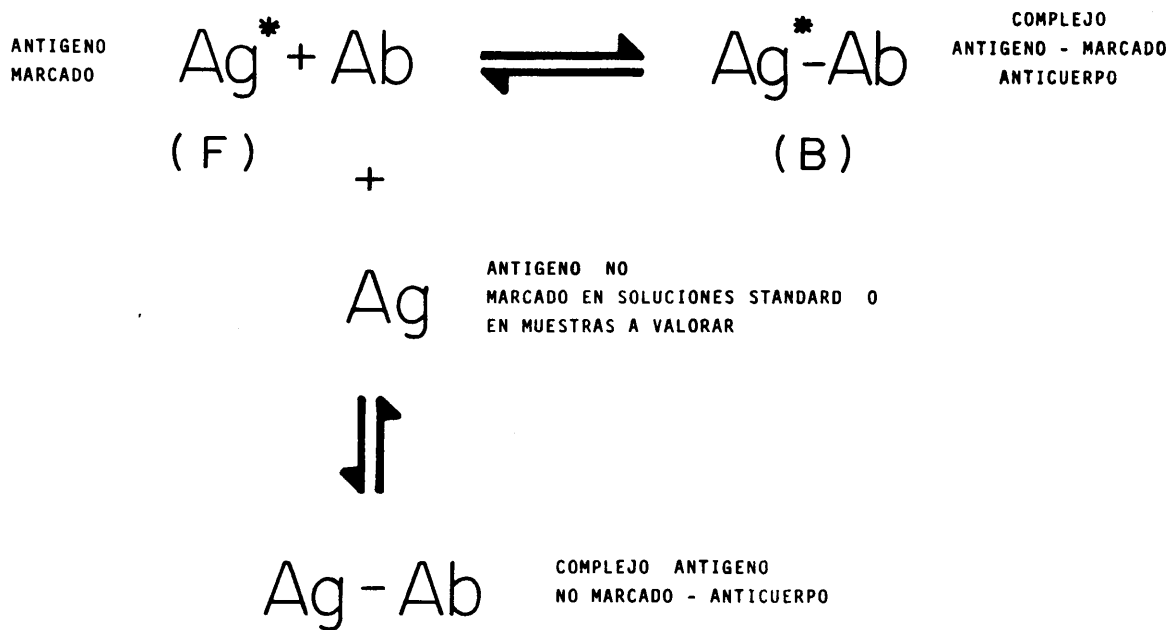 ANTIGENO
MARCADO
Ag* + Ab
Ag*-Ab
COMPLEJO
ANTIGENO - MARCADO
ANTICUERPO
(F)
(B)
+
Ag
ANTIGENO NO
MARCADO EN SOLUCIONES STANDARD O
EN MUESTRAS A VALORAR
Ag-Ab
COMPLEJO ANTIGENO
NO MARCADO - ANTICUERPO